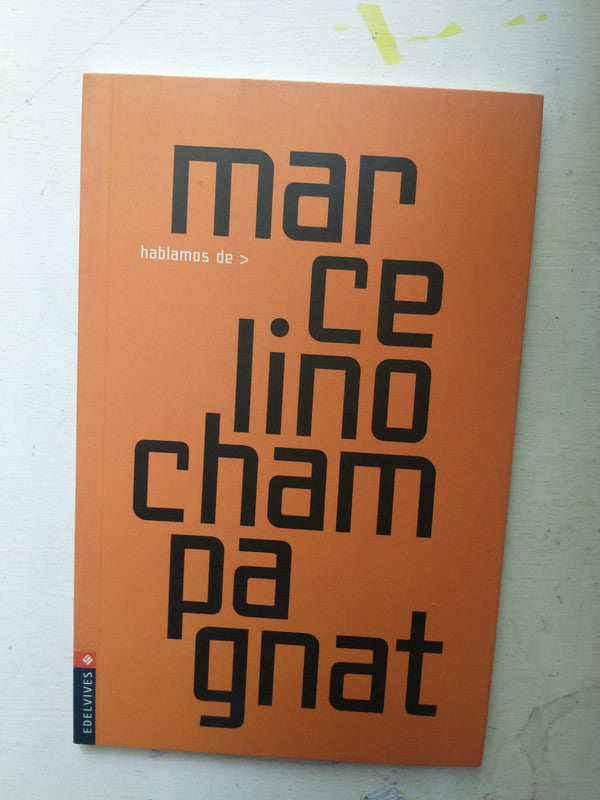 mar
hablamos de >
ce
lino
cham
pa
gnat
EDELVIVES